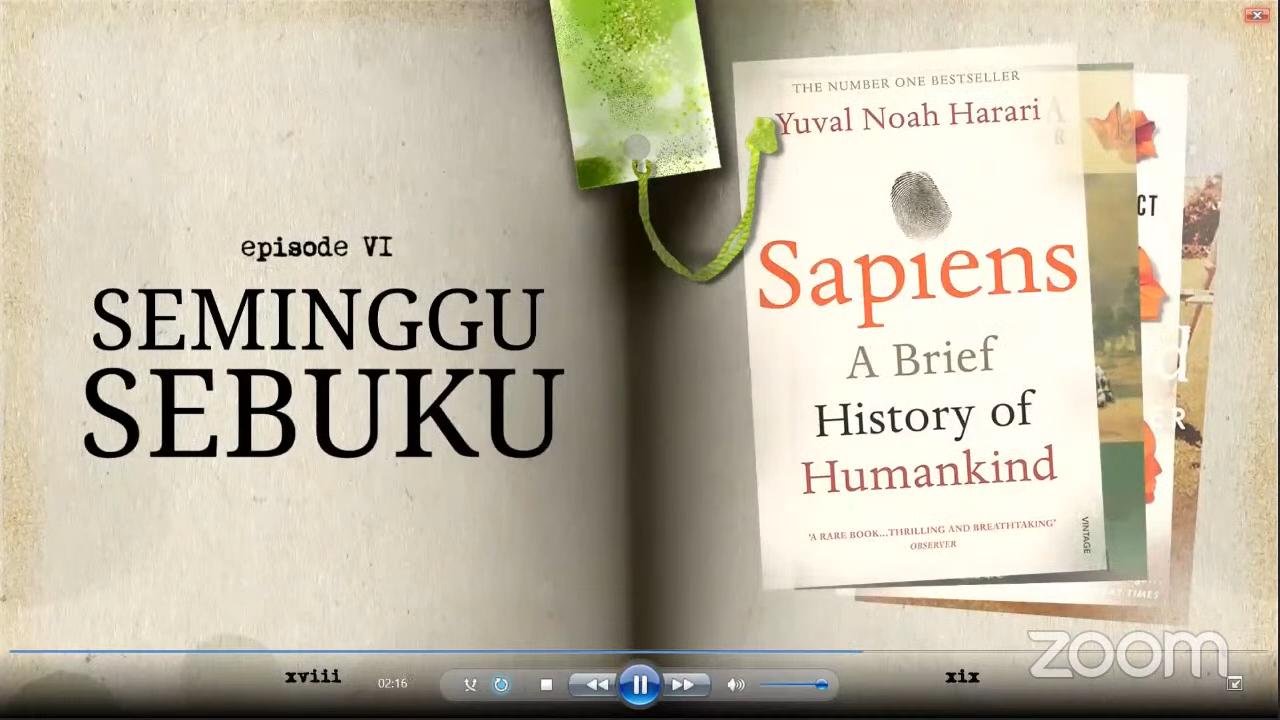 episode VI
SEMINGGU
SEBUKU
THE NUMBER ONE BESTSELLER
Yuval Noah Harari
Sapiens
A Brief
History of
Humankind
'A RARE BOOK...THRILLING AND BREATHTAKING'
OBSERVER
VINTAGE
CT
d
R
TIMES
zoom
xviii
02:16
xix